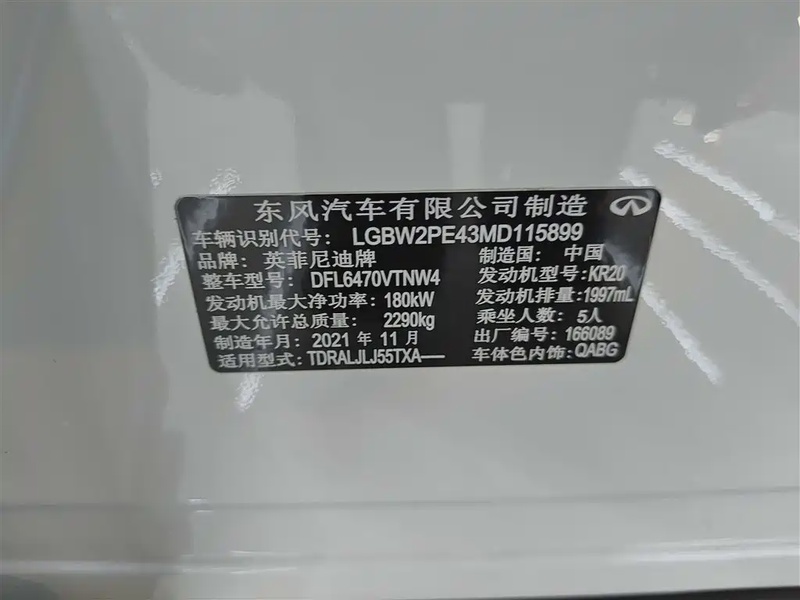 东风汽车有限公司制造
车辆识别代号: LGBW2PE43MD115899
品牌: 英菲尼迪牌 制造国: 中国
整车型号: DFL6470VTNW4 发动机型号: KR20
发动机最大净功率: 180kW 发动机排量: 1997mL
最大允许总质量: 2290kg 乘坐人数: 5人
制造年月: 2021 年 11 月 出厂编号: 166089
适用型式: TDRALJLJ55TXA—— 车体色内饰: QABG